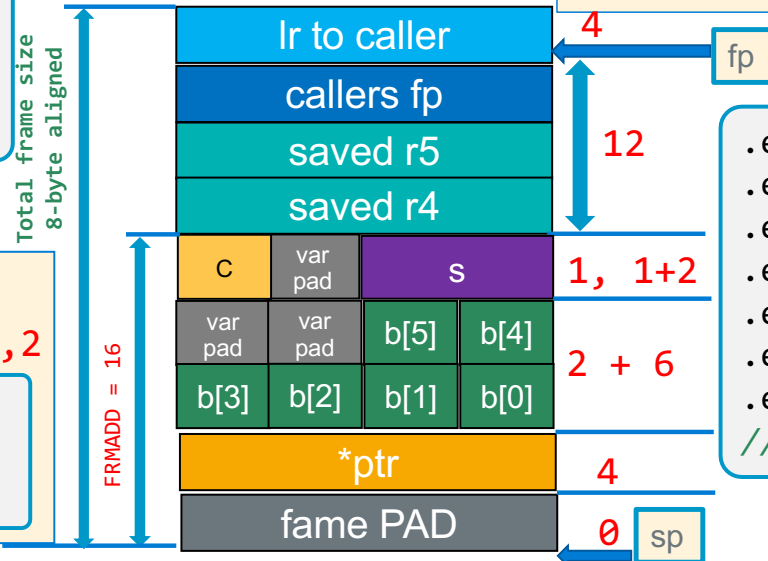 Total frame size
8-byte aligned
lr to caller
4
fp
callers fp
12
saved r5
saved r4
C
var
pad
s
1, 1+2
var
pad
var
pad
b[5]
b[4]
2 + 6
b[3]
b[2]
b[1]
b[0]
FRMADD = 16
*ptr
4
fame PAD
0
sp
,2
.e
.e
.e
.e
.e
.e
.e
//